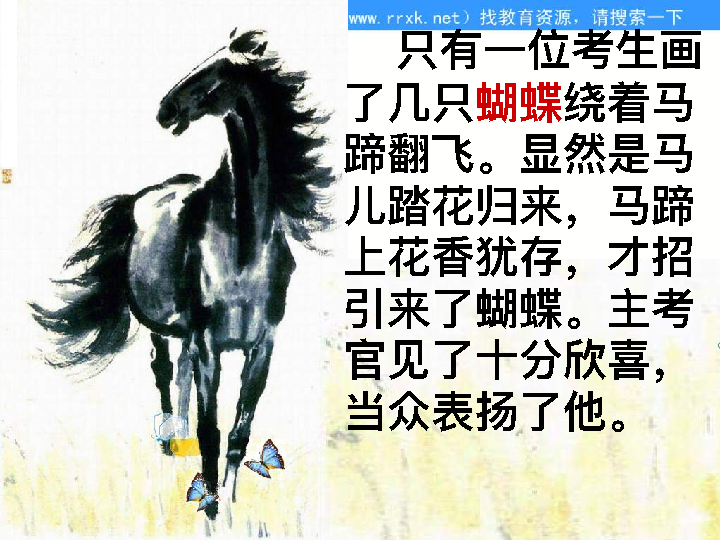 www.rrxk.net）找教育资源，请搜索一下
只有一位考生画
了几只蝴蝶绕着马
蹄翻飞。显然是马
儿踏花归来，马蹄
上花香犹存，才招
引来了蝴蝶。主考
官见了十分欣喜，
当众表扬了他。